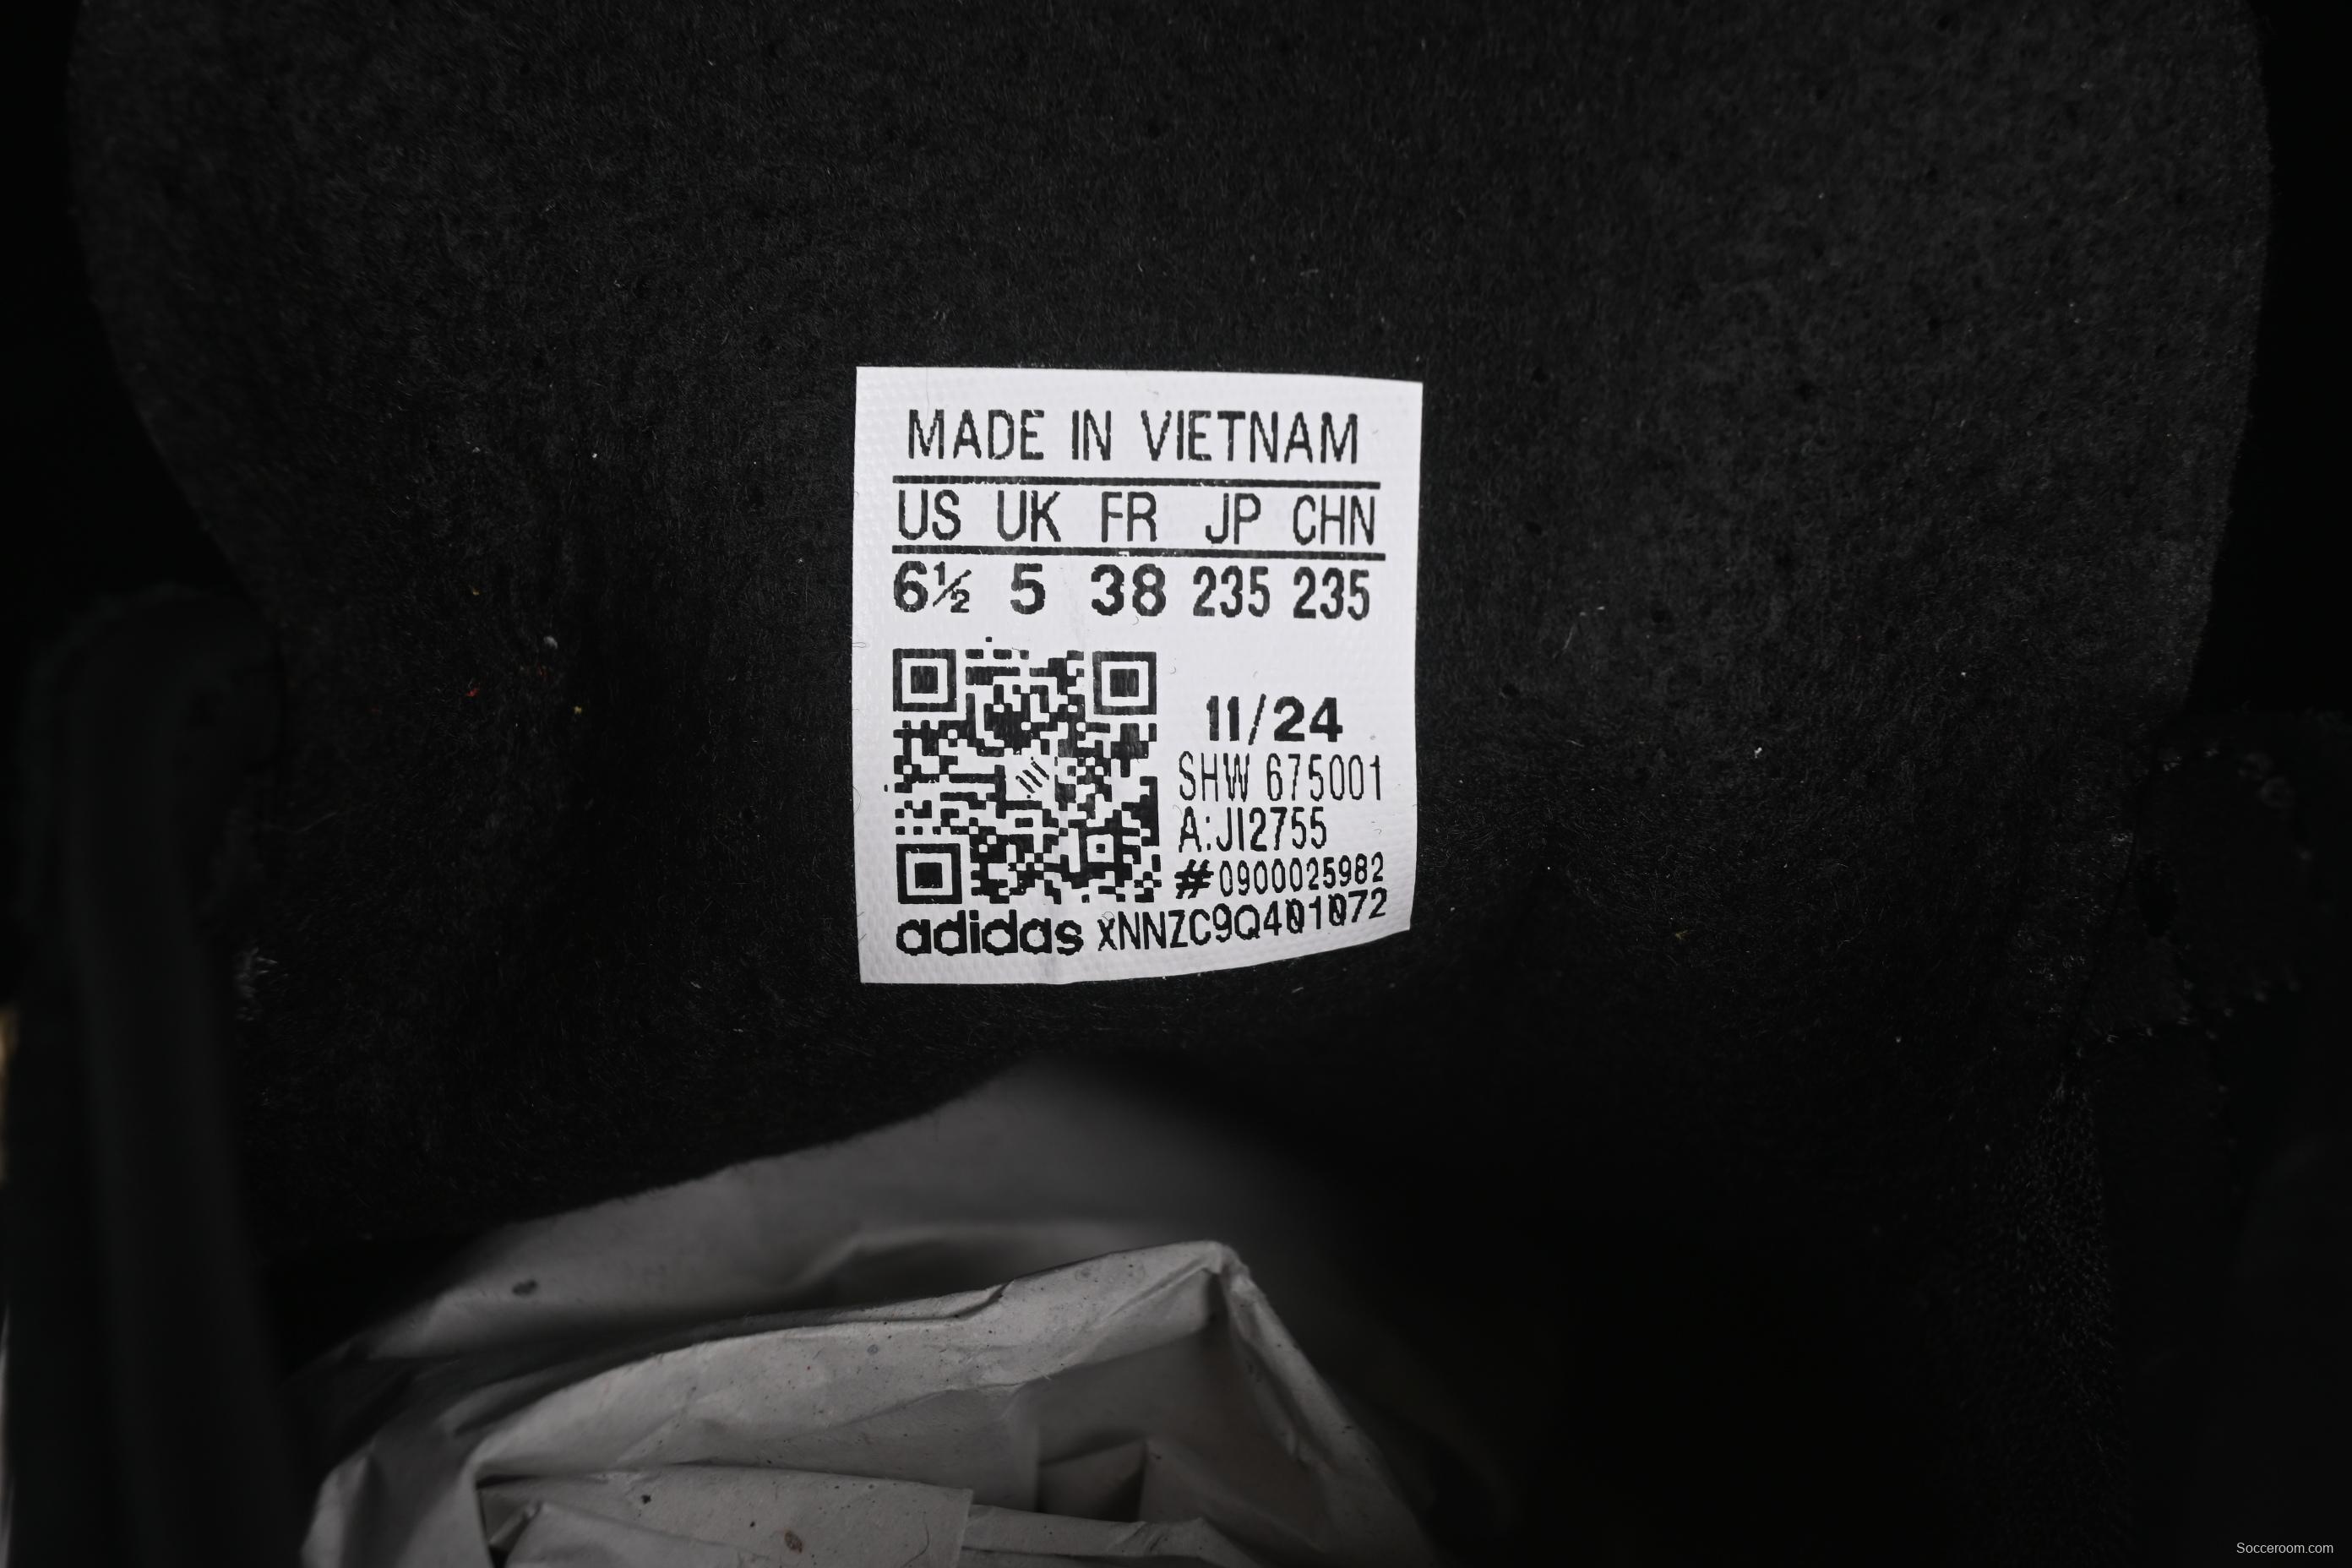 MADE IN VIETNAM
US UK FR JP CHN
6½ 5 38 235 235
11/24
SHW 675001
A:JI2755
#0900025982
adidas xNNZC9Q401072
Socceroom.com